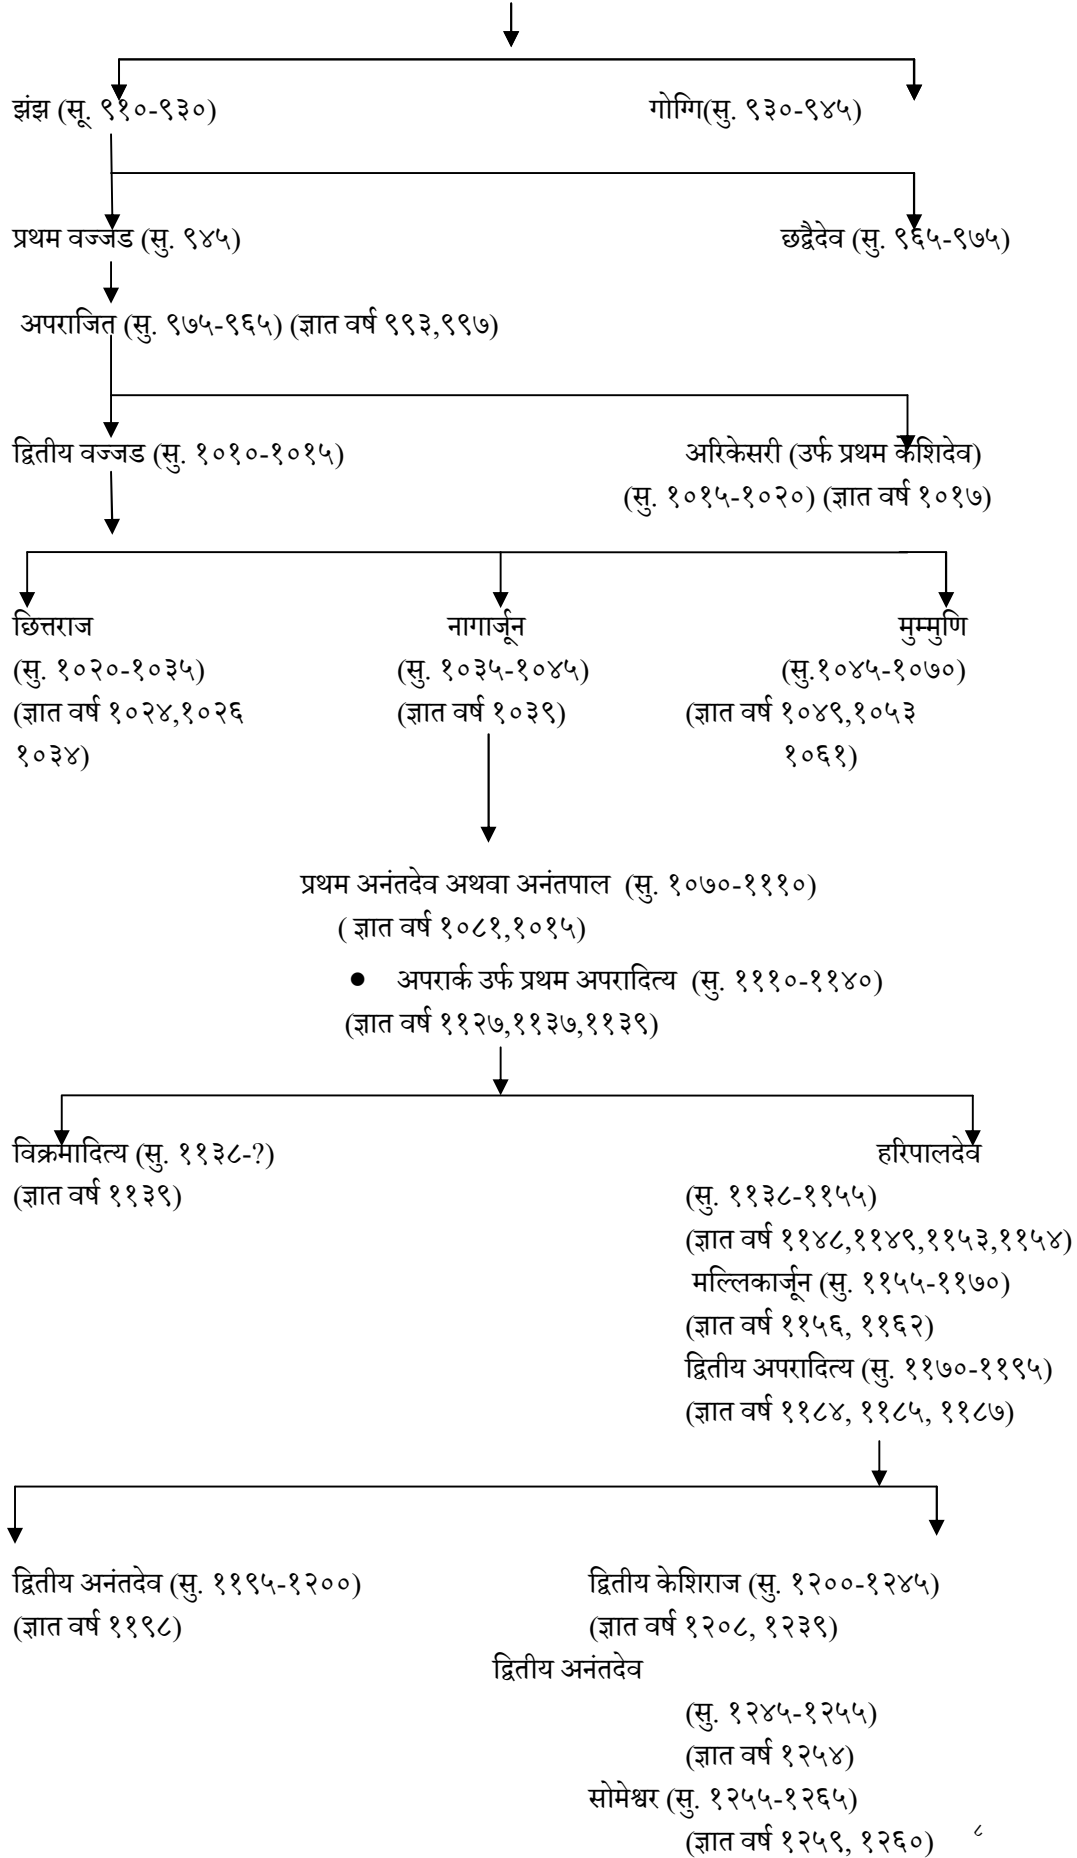 झंझ (सू. ९१०-९३०) गोग्गि(सु. ९३०-९४५)
प्रथम वज्जड (सु. ९४५) छद्वैदेव (सु. ९६५-९७५)
अपराजित (सु. ९७५-९६५) (ज्ञात वर्ष ९९३,९९७)
द्वितीय वज्जड (सु. १०१०-१०१५) अरिकेसरी (उर्फ प्रथम केशिदेव)
(सु. १०१५-१०२०) (ज्ञात वर्ष १०१७)
छित्तराज नागार्जून मुम्मुणि
(सु. १०२०-१०३५) (सु. १०३५-१०४५) (सु.१०४५-१०७०)
(ज्ञात वर्ष १०२४,१०२६ (ज्ञात वर्ष १०३९) (ज्ञात वर्ष १०४९,१०५३
१०३४) १०६१)
प्रथम अनंतदेव अथवा अनंतपाल (सु. १०७०-१११०)
( ज्ञात वर्ष १०८१,१०१५)
● अपरार्क उर्फ प्रथम अपरादित्य (सु. १११०-११४०)
(ज्ञात वर्ष ११२७,११३७,११३९)
विक्रमादित्य (सु. ११३८-?) हरिपालदेव
(ज्ञात वर्ष ११३९) (सु. ११३८-११५५)
(ज्ञात वर्ष ११४८,११४९,११५३,११५४)
मल्लिकार्जून (सु. ११५५-११७०)
(ज्ञात वर्ष ११५६, ११६२)
द्वितीय अपरादित्य (सु. ११७०-११९५)
(ज्ञात वर्ष ११८४, ११८५, ११८७)
द्वितीय अनंतदेव (सु. ११९५-१२००) द्वितीय केशिराज (सु. १२००-१२४५)
(ज्ञात वर्ष ११९८) (ज्ञात वर्ष १२०८, १२३९)
द्वितीय अनंतदेव
(सु. १२४५-१२५५)
(ज्ञात वर्ष १२५४)
सोमेश्वर (सु. १२५५-१२६५)
(ज्ञात वर्ष १२५९, १२६०) ८